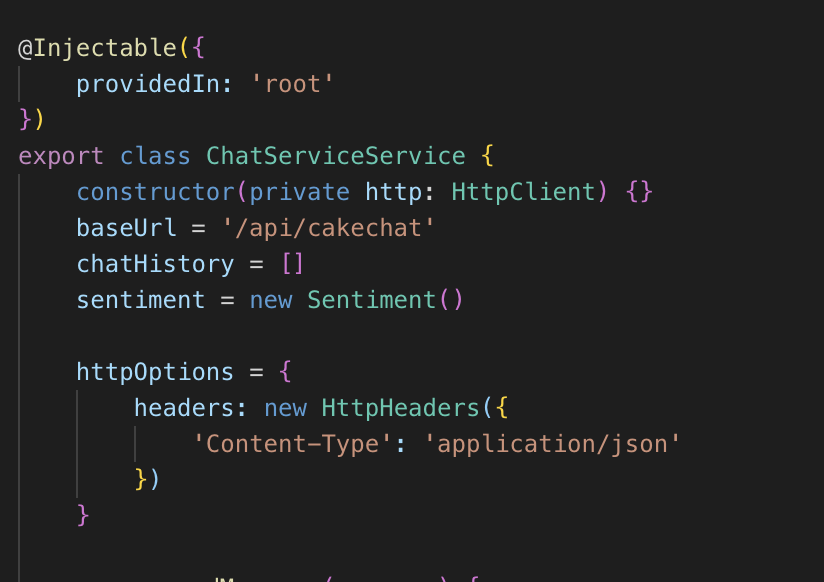 @Injectable({
    providedIn: 'root'
})
export class ChatServiceService {
    constructor(private http: HttpClient) {}
    baseUrl = '/api/cakechat'
    chatHistory = []
    sentiment = new Sentiment()
    httpOptions = {
        headers: new HttpHeaders({
            'Content-Type': 'application/json'
        })
    }